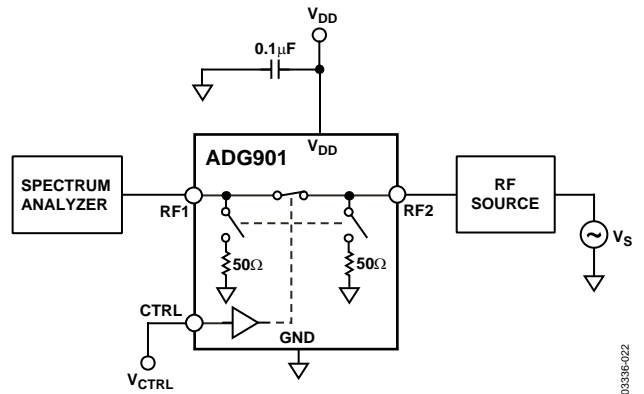 VDD
0.1μF
VDD
ADG901
SPECTRUM
ANALYZER
RF1
RF2
RF
SOURCE
VS
50Ω
50Ω
CTRL
GND
VCTRL
03336-022